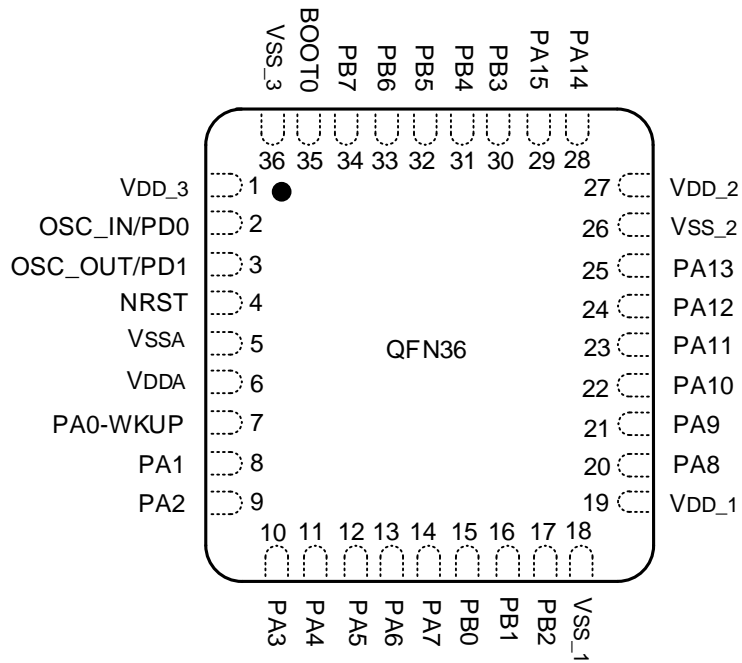 VSS_3
BOOT0
PB7
PB6
PB5
PB4
PB3
PA15
PA14
36 35 34 33 32 31 30 29 28
VDD_3 1
OSC_IN/PD0 2
OSC_OUT/PD1 3
NRST 4
VSSA 5
VDDA 6
PA0-WKUP 7
PA1 8
PA2 9
QFN36
27 VDD_2
26 VSS_2
25 PA13
24 PA12
23 PA11
22 PA10
21 PA9
20 PA8
19 VDD_1
10 11 12 13 14 15 16 17 18
PA3
PA4
PA5
PA6
PA7
PB0
PB1
PB2
VSS_1